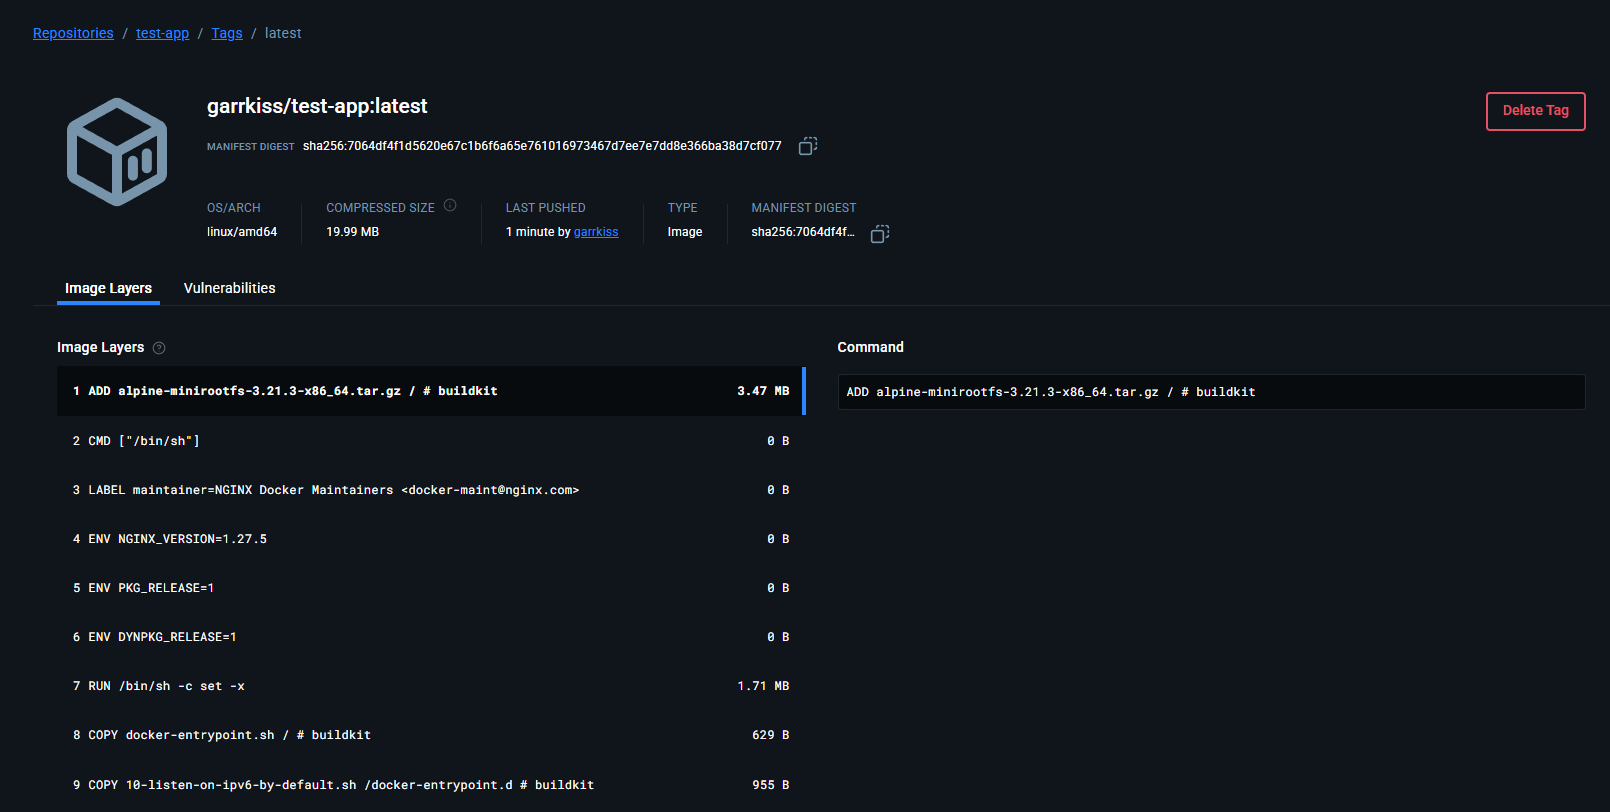 Repositories / test-app / Tags / latest
garrkiss/test-app:latest
Delete Tag
MANIFEST DIGEST sha256:7064df4f1d5620e67c1b6f6a65e761016973467d7ee7e7dd8e366ba38d7cf077
OS/ARCH COMPRESSED SIZE LAST PUSHED TYPE MANIFEST DIGEST
linux/amd64 19.99 MB 1 minute by garrkiss Image sha256:7064df4f...
Image Layers Vulnerabilities
Image Layers
Command
1 ADD alpine-minirootfs-3.21.3-x86_64.tar.gz / # buildkit 3.47 MB
ADD alpine-minirootfs-3.21.3-x86_64.tar.gz / # buildkit
2 CMD ["/bin/sh"] 0 B
3 LABEL maintainer=NGINX Docker Maintainers <docker-maint@nginx.com> 0 B
4 ENV NGINX_VERSION=1.27.5 0 B
5 ENV PKG_RELEASE=1 0 B
6 ENV DYNPKG_RELEASE=1 0 B
7 RUN /bin/sh -c set -x 1.71 MB
8 COPY docker-entrypoint.sh / # buildkit 629 B
9 COPY 10-listen-on-ipv6-by-default.sh /docker-entrypoint.d # buildkit 955 B